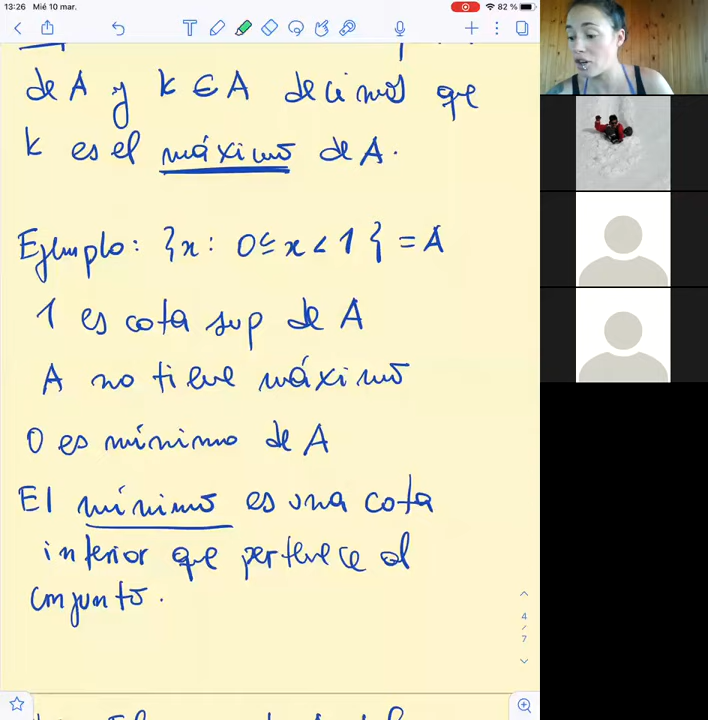 13:26 Mié 10 mar.
82 %
de A y k ∈ A decimos que
k es el máximo de A.
Ejemplo: {x: 0 ≤ x < 1} = A
1 es cota sup de A
A no tiene máximo
0 es mínimo de A
El mínimo es una cota
inferior que pertenece al
conjunto.
4
/
7